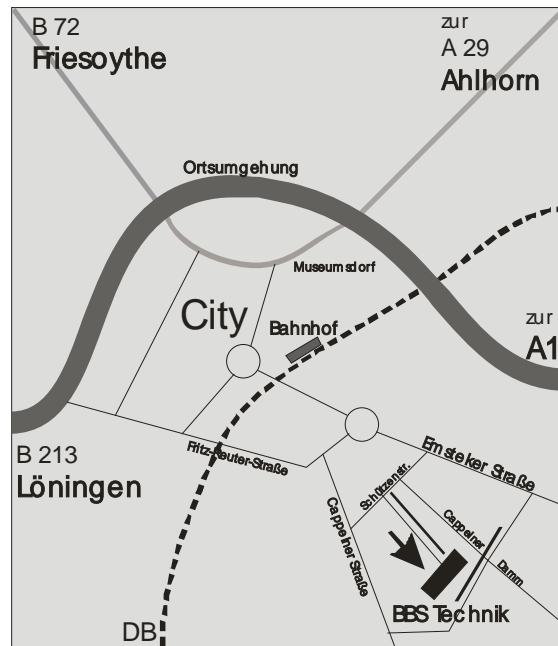 B 72
Friesoythe
zur
A 29
Ahlhorn
Ortsumgehung
Museumsdorf
City
Bahnhof
zur
A1
B 213
Löningen
Fritz-Reuter-Straße
Emsteker Straße
Schützenstr.
Cappelner Straße
Cappelner
Damm
BBS Technik
DB